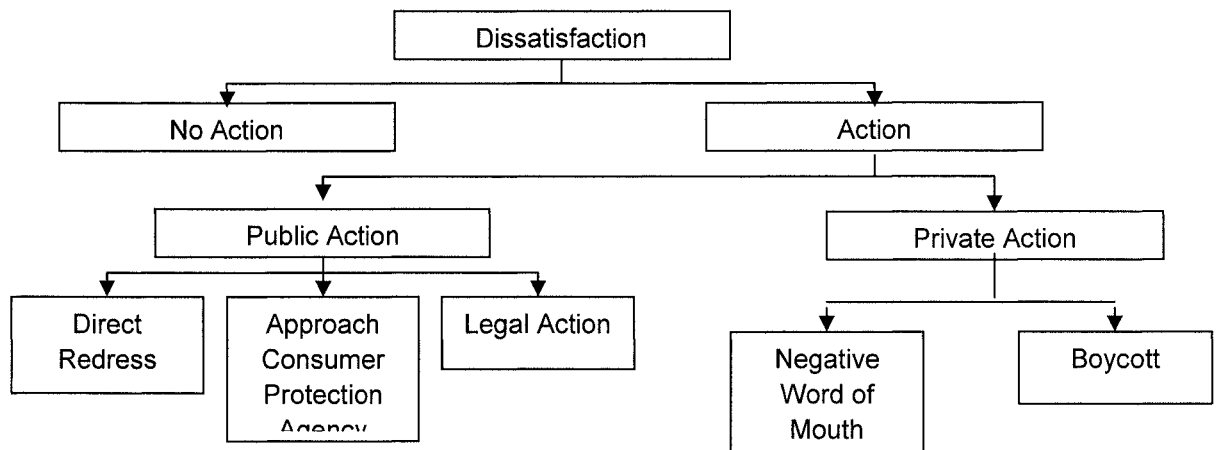 Dissatisfaction
No Action
Action
Public Action
Private Action
Direct
Redress
Approach
Consumer
Protection
Agency
Legal Action
Negative
Word of
Mouth
Boycott